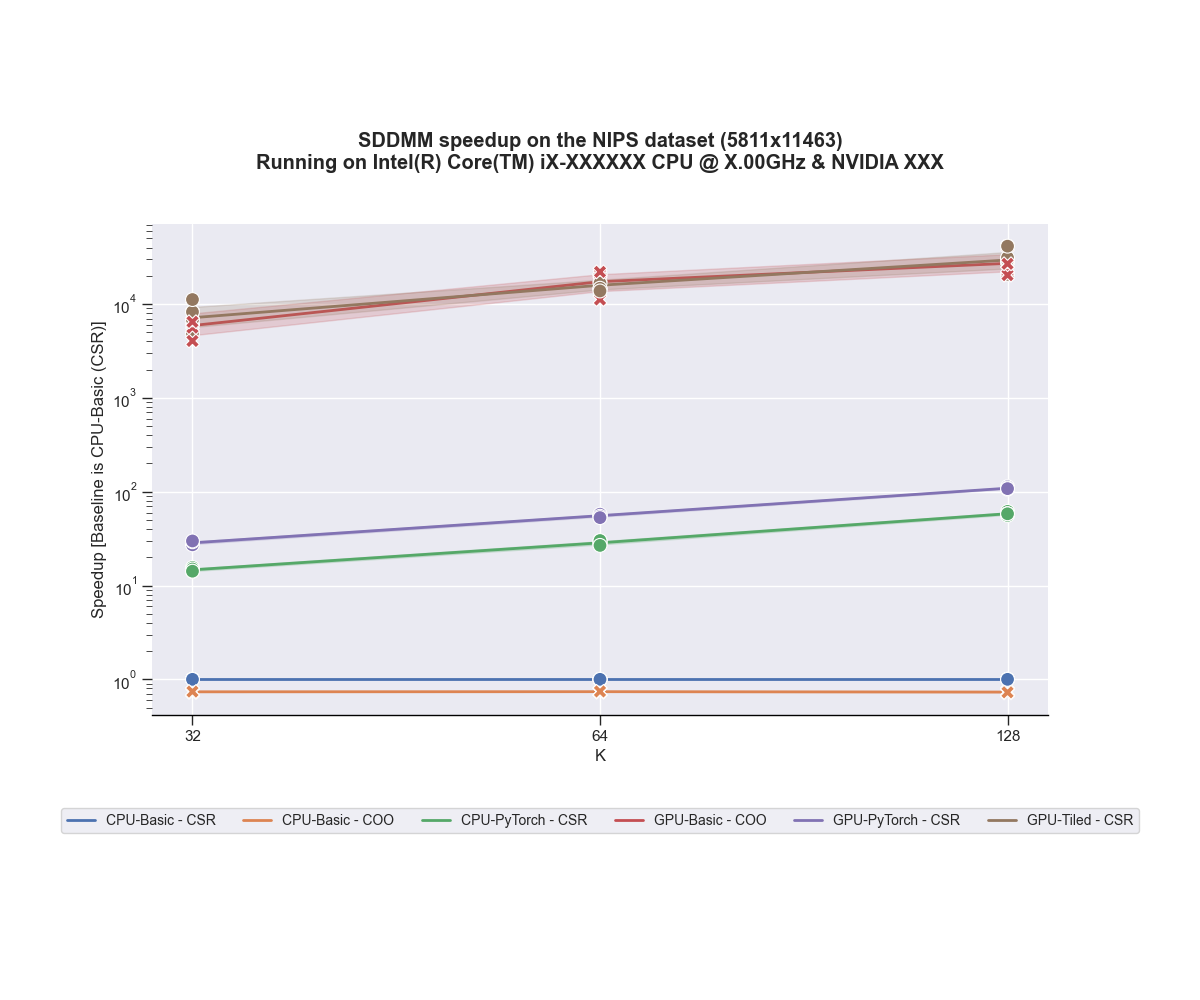 SDDMM speedup on the NIPS dataset (5811x11463)
Running on Intel(R) Core(TM) iX-XXXXXX CPU @ X.00GHz & NVIDIA XXX
Speedup [Baseline is CPU-Basic (CSR)]
10^4
10^3
10^2
10^1
10^0
32 64 128
K
CPU-Basic - CSR CPU-Basic - COO CPU-PyTorch - CSR GPU-Basic - COO GPU-PyTorch - CSR GPU-Tiled - CSR